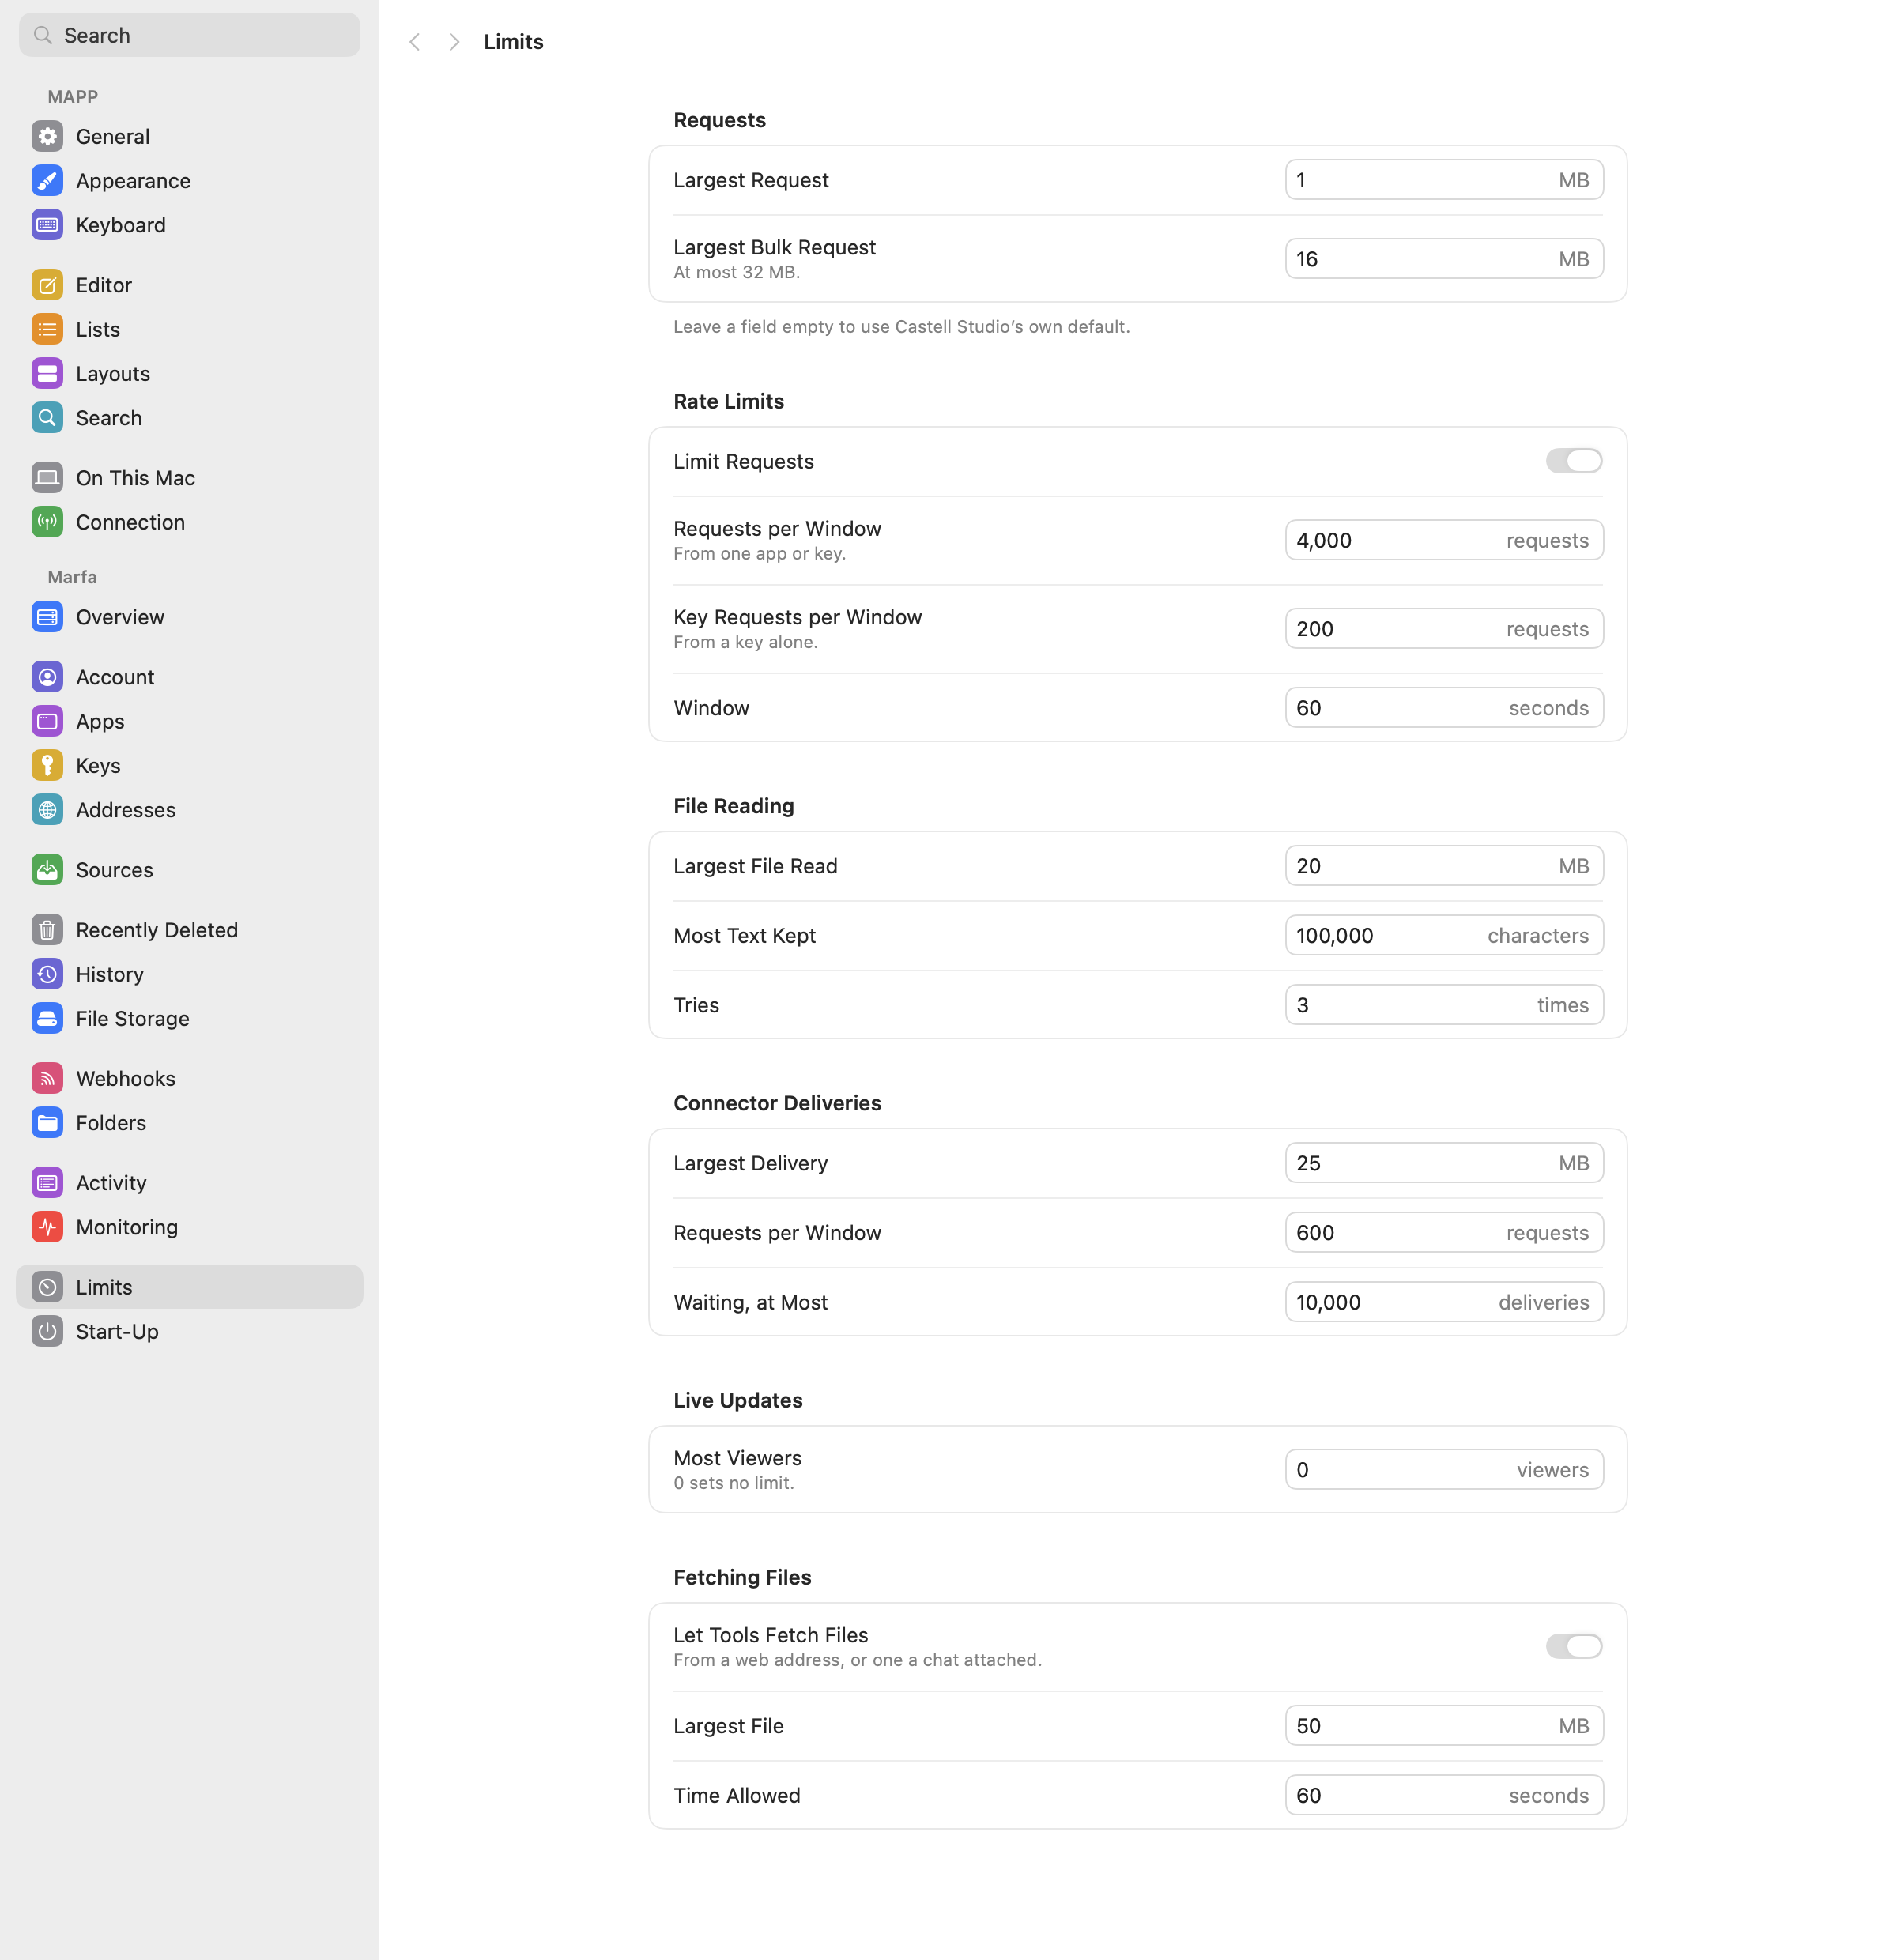 Search
MAPP
General
Appearance
Keyboard
Editor
Lists
Layouts
Search
On This Mac
Connection
Marfa
Overview
Account
Apps
Keys
Addresses
Sources
Recently Deleted
History
File Storage
Webhooks
Folders
Activity
Monitoring
Limits
Start-Up
Limits
Requests
Largest Request 1 MB
Largest Bulk Request 16 MB
At most 32 MB.
Leave a field empty to use Castell Studio’s own default.
Rate Limits
Limit Requests
Requests per Window 4,000 requests
From one app or key.
Key Requests per Window 200 requests
From a key alone.
Window 60 seconds
File Reading
Largest File Read 20 MB
Most Text Kept 100,000 characters
Tries 3 times
Connector Deliveries
Largest Delivery 25 MB
Requests per Window 600 requests
Waiting, at Most 10,000 deliveries
Live Updates
Most Viewers 0 viewers
0 sets no limit.
Fetching Files
Let Tools Fetch Files
From a web address, or one a chat attached.
Largest File 50 MB
Time Allowed 60 seconds